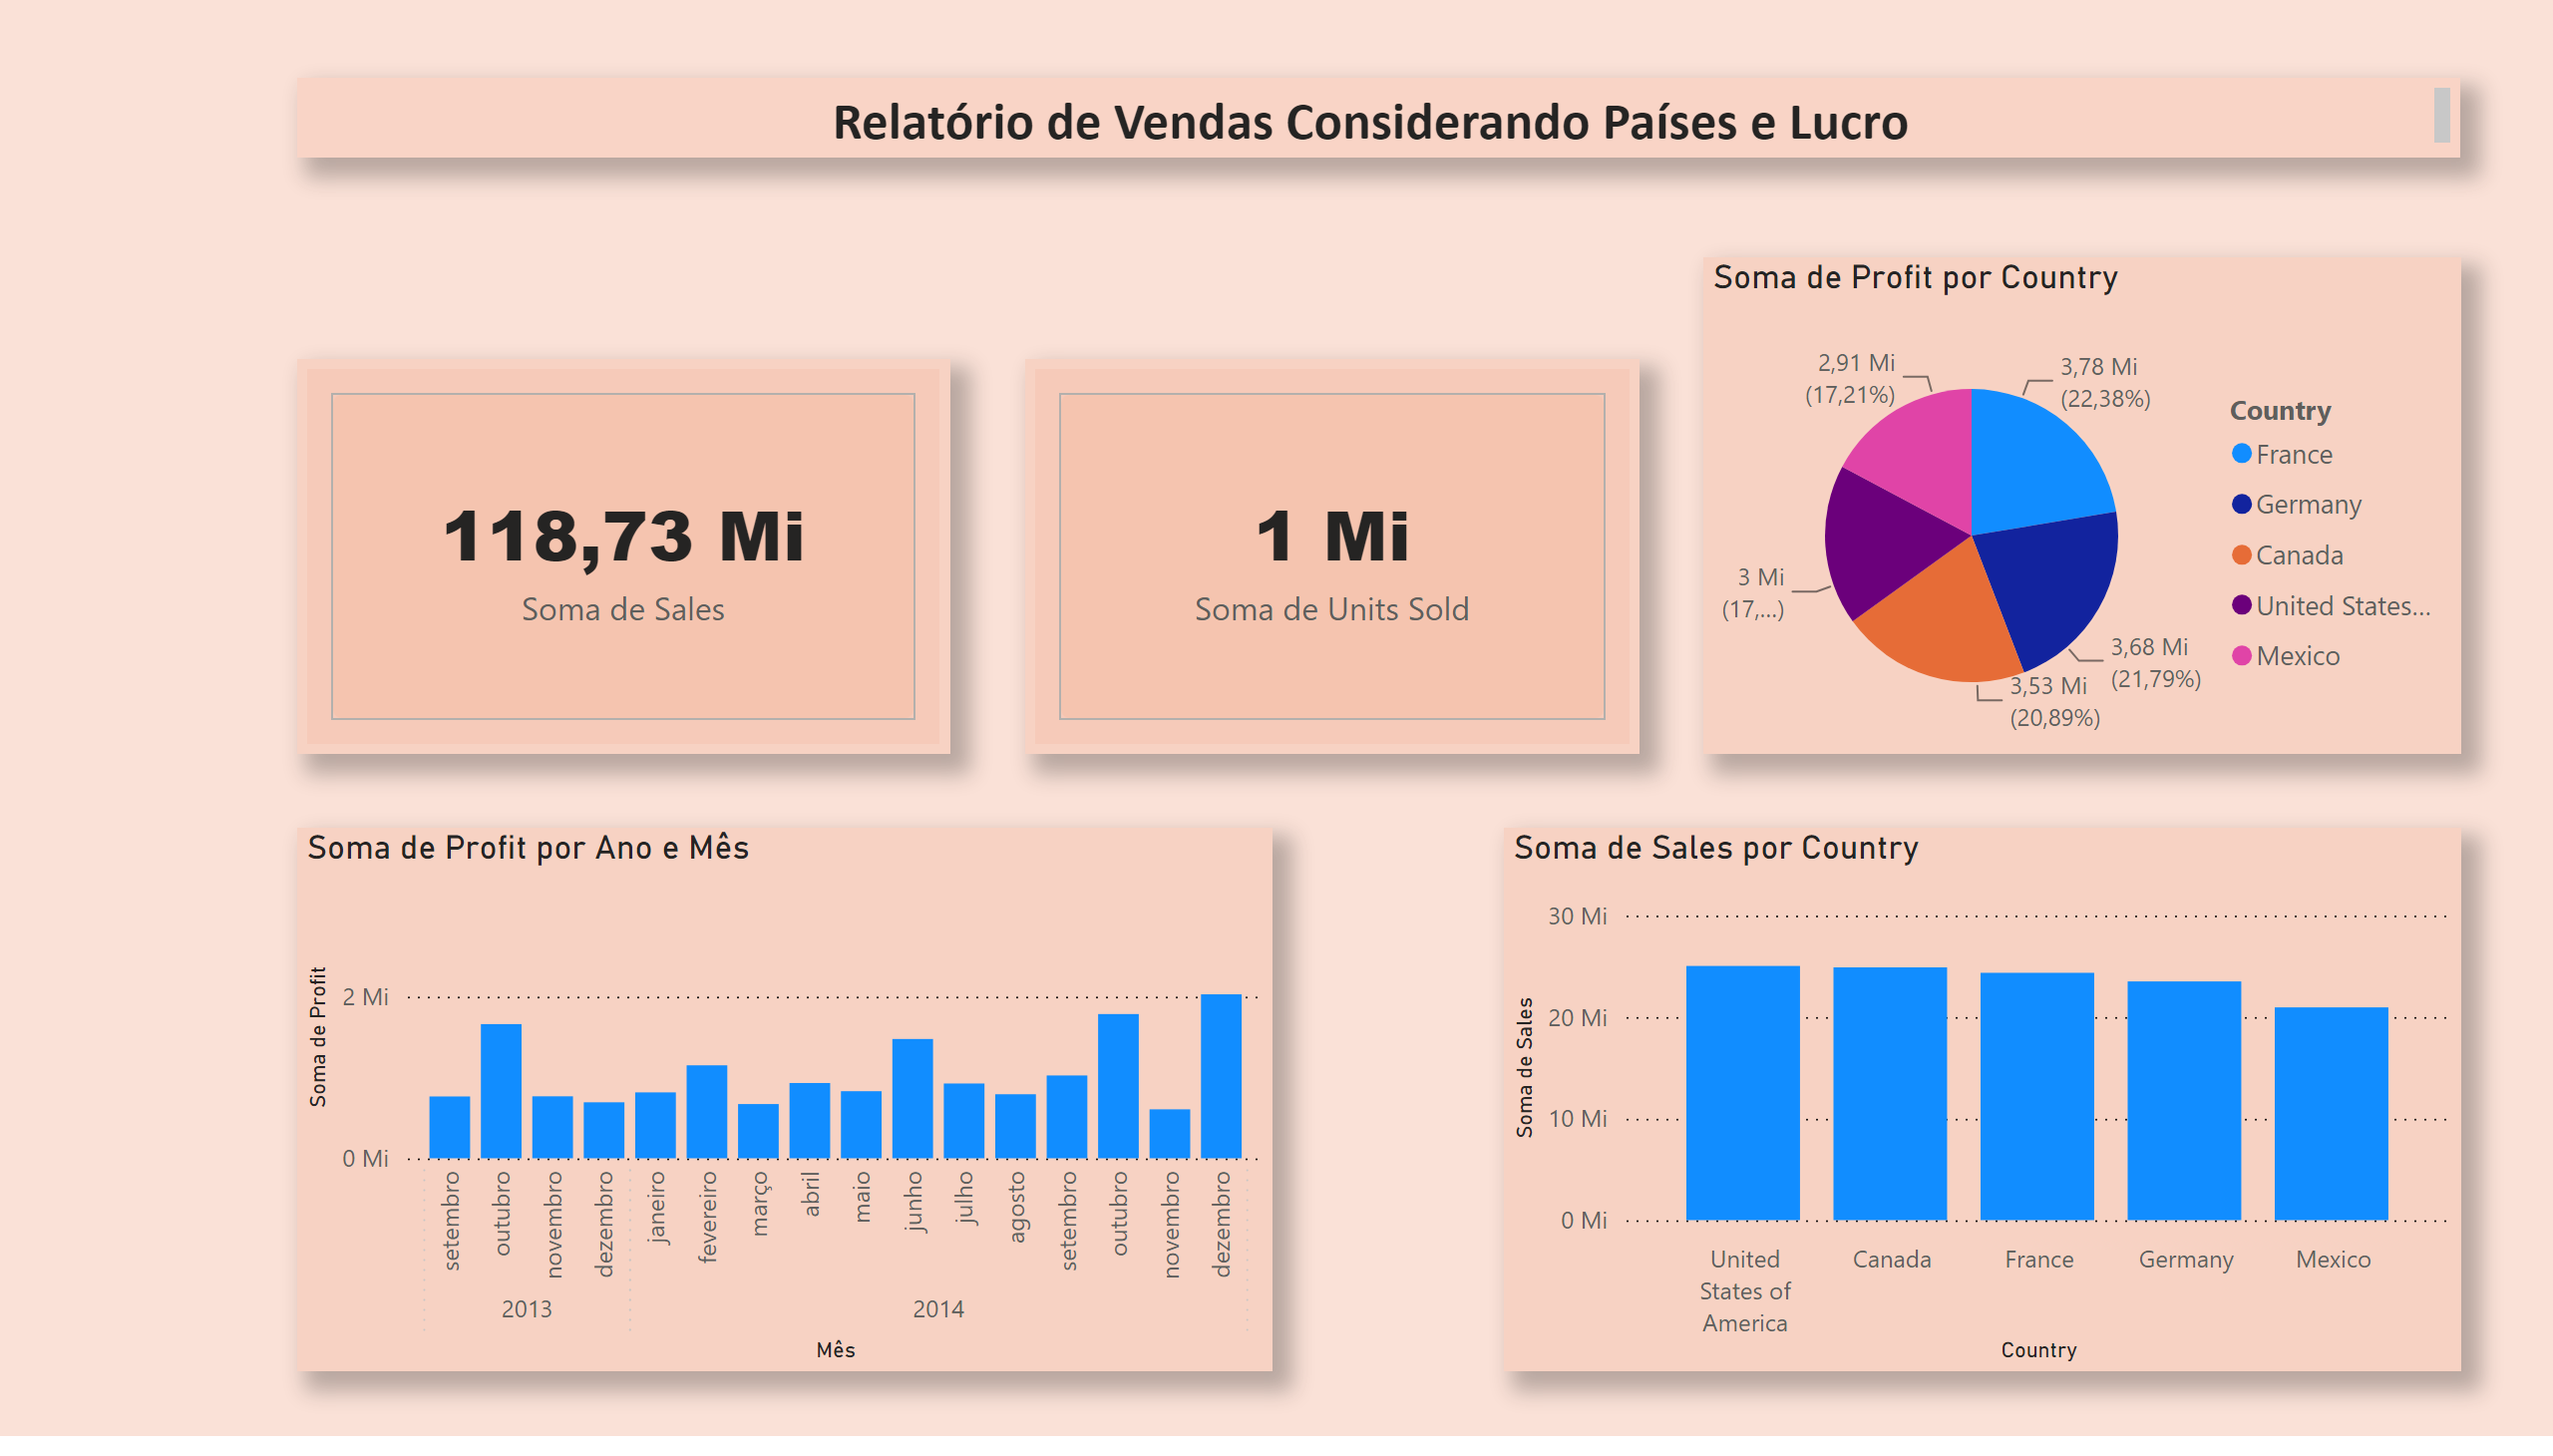 Relatório de Vendas Considerando Países e Lucro
118,73 Mi
Soma de Sales
1 Mi
Soma de Units Sold
Soma de Profit por Country
2,91 Mi
(17,21%)
3,78 Mi
(22,38%)
3 Mi
(17,...)
3,68 Mi
(21,79%)
3,53 Mi
(20,89%)
Country
France
Germany
Canada
United States...
Mexico
Soma de Profit por Ano e Mês
Soma de Profit
2 Mi
0 Mi
setembro
outubro
novembro
dezembro
janeiro
fevereiro
março
abril
maio
junho
julho
agosto
setembro
outubro
novembro
dezembro
2013
2014
Mês
Soma de Sales por Country
Soma de Sales
30 Mi
20 Mi
10 Mi
0 Mi
United
States of
America
Canada
France
Germany
Mexico
Country